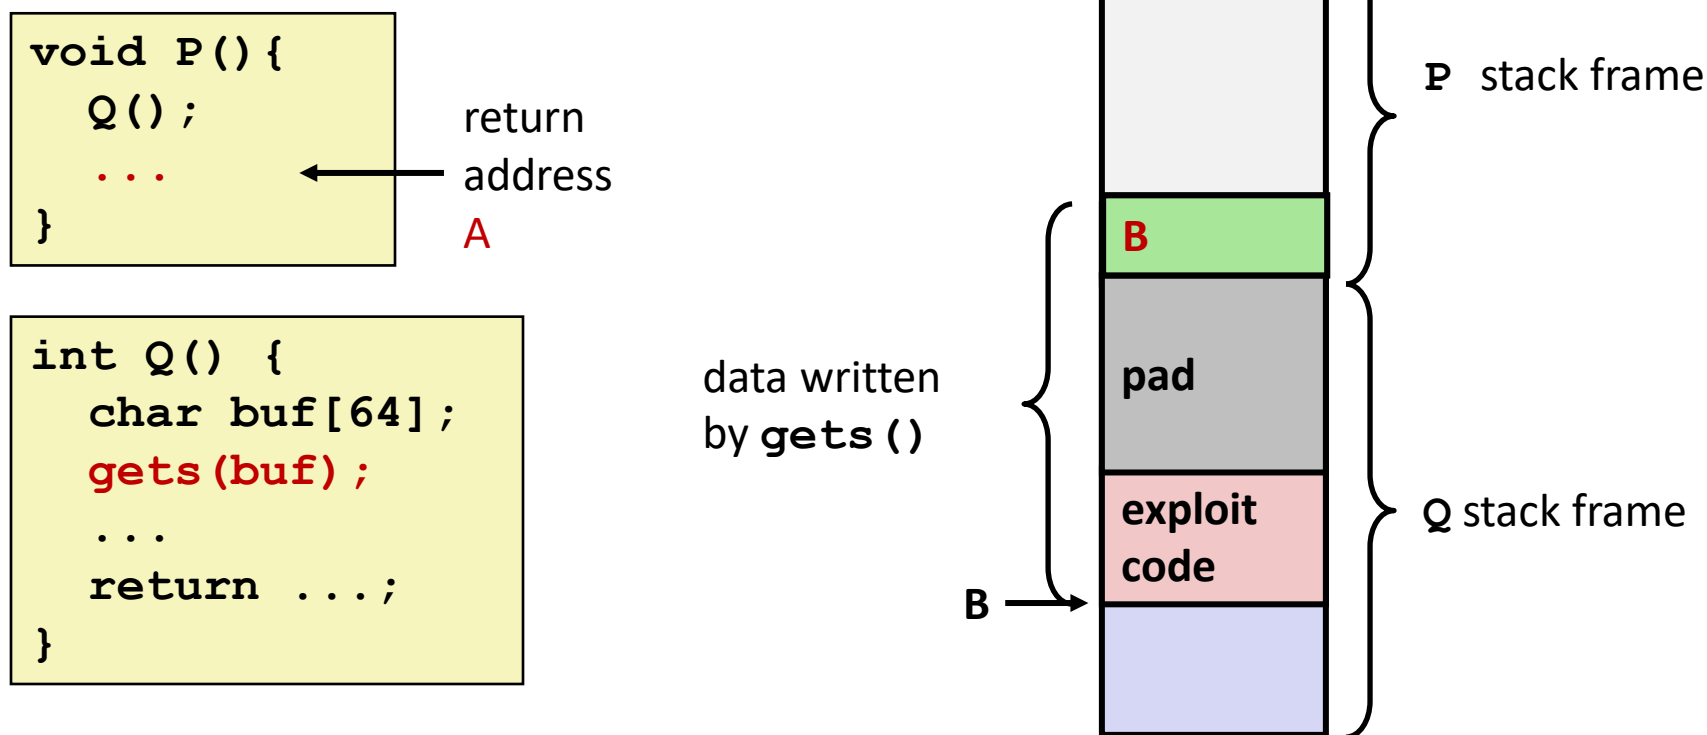 void P(){
  Q();
  ...
}
return
address
A
int Q() {
  char buf[64];
  gets(buf);
  ...
  return ...;
}
data written
by gets()
B
B
pad
exploit
code
P stack frame
Q stack frame